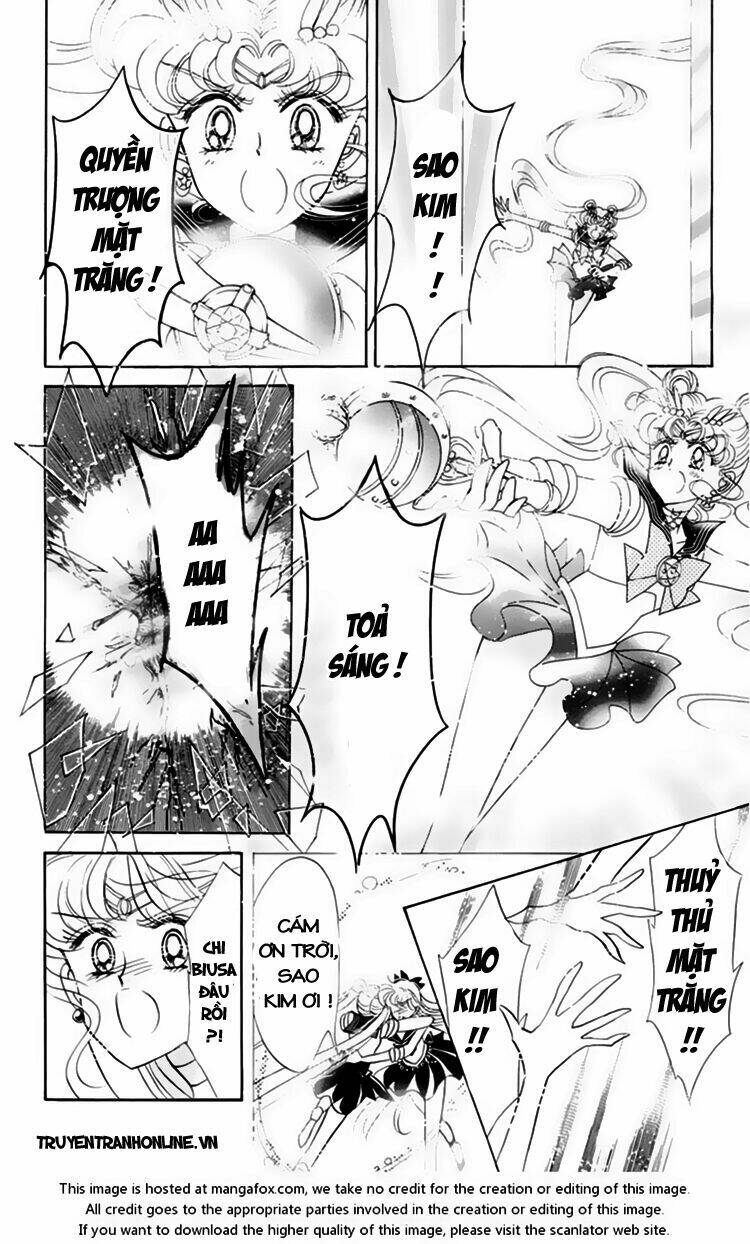 SAO
KIM
!
!
QUYỀN
TRƯỢNG
MẶT
TRĂNG !
TOẢ
SÁNG !
AA
AAA
AAA
THUỶ
THỦ
MẶT
TRĂNG
!!
SAO
KIM
!!
CÁM
ƠN TRỜI,
SAO
KIM ƠI !
CHI
BIUSA
ĐÂU
RỒI
?!
TRUYENTRANHONLINE.VN
This image is hosted at mangafox.com, we take no credit for the creation or editing of this image.
All credit goes to the appropriate parties involved in the creation or editing of this image.
If you want to download the higher quality of this image, please visit the scanlator web site.